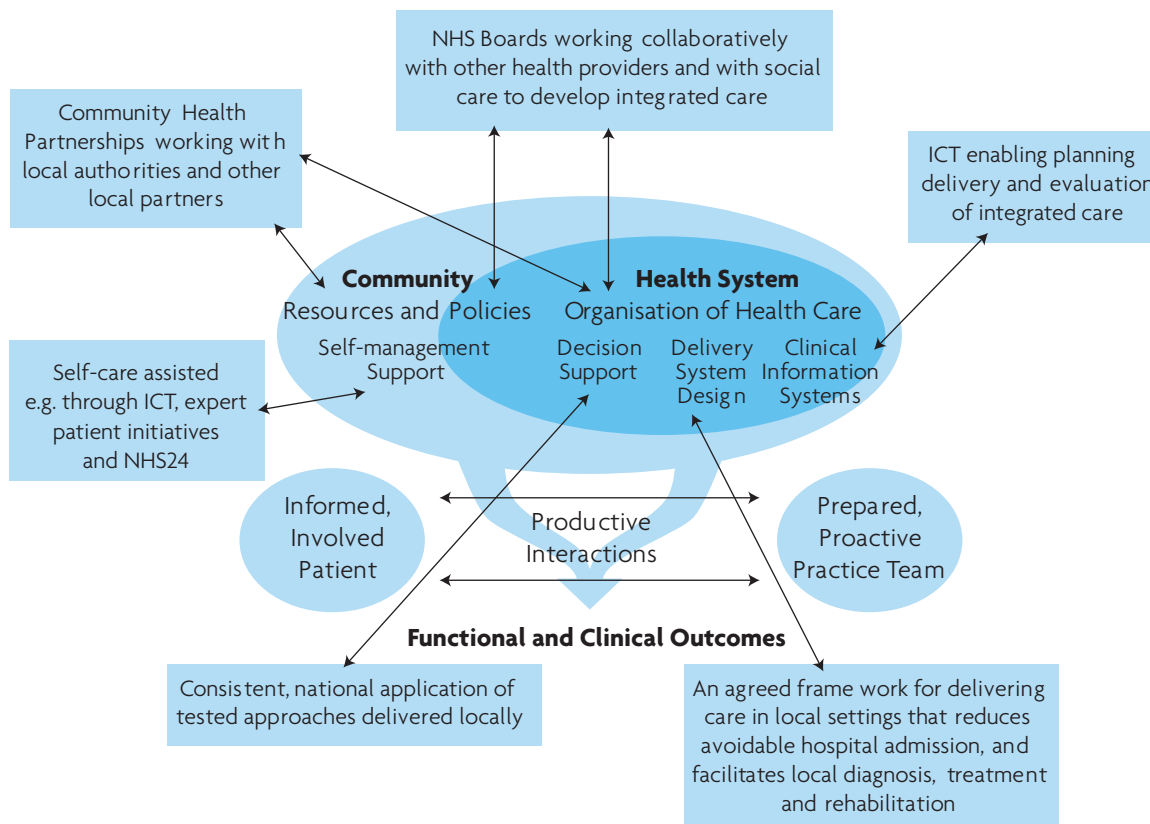 NHS Boards working collaboratively
with other health providers and with social
care to develop integrated care
Community Health
Partnerships working with
local authorities and other
local partners
ICT enabling planning
delivery and evaluation
of integrated care
Community
Resources and Policies
Self-management
Support
Health System
Organisation of Health Care
Decision
Support
Delivery
System
Design
Clinical
Information
Systems
Self-care assisted
e.g. through ICT, expert
patient initiatives
and NHS24
Informed,
Involved
Patient
Productive
Interactions
Prepared,
Proactive
Practice Team
Functional and Clinical Outcomes
Consistent, national application of
tested approaches delivered locally
An agreed frame work for delivering
care in local settings that reduces
avoidable hospital admission, and
facilitates local diagnosis, treatment
and rehabilitation